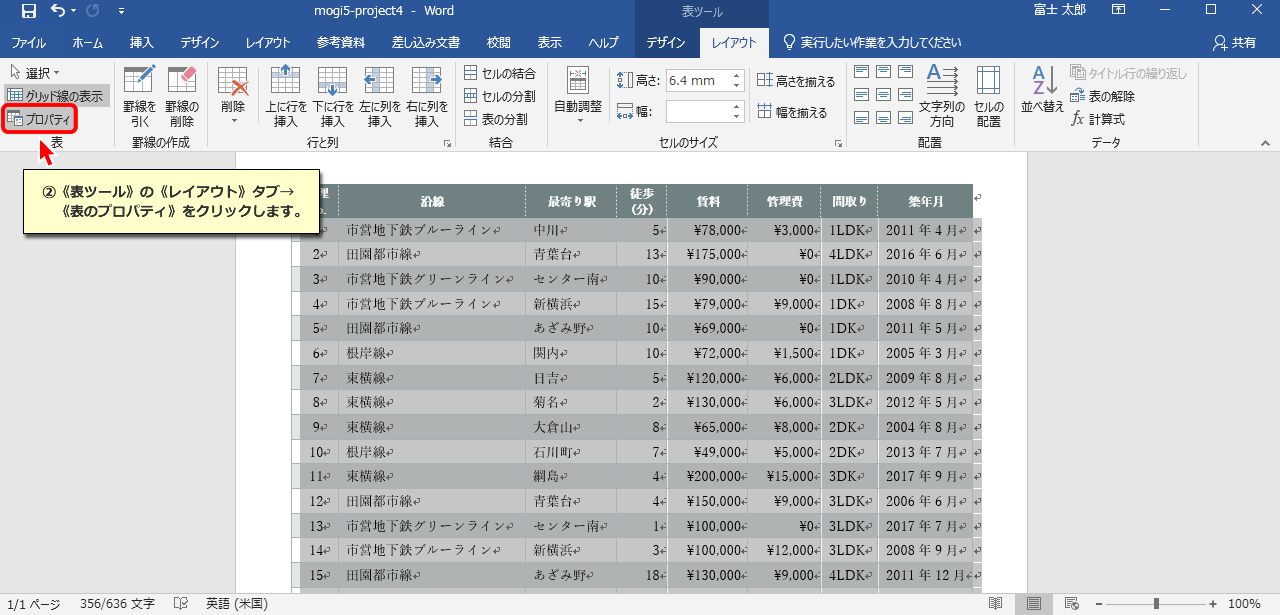 mogi5-project4 - Word
表ツール
富士 太郎
ファイル ホーム 挿入 デザイン レイアウト 参考資料 差し込み文書 校閲 表示 ヘルプ デザイン レイアウト 実行したい作業を入力してください 共有
選択
グリッド線の表示
プロパティ
表
罫線を引く
罫線の削除
罫線の作成
削除
上に行を挿入
下に行を挿入
左に列を挿入
右に列を挿入
行と列
セルの結合
セルの分割
表の分割
結合
自動調整
高さ: 6.4 mm
幅:
高さを揃える
幅を揃える
セルのサイズ
文字列の方向
セルの配置
配置
並べ替え
タイトル行の繰り返し
表の解除
fx 計算式
データ
②《表ツール》の《レイアウト》タブ→
《表のプロパティ》をクリックします。
理 沿線 最寄り駅 徒歩(分) 賃料 管理費 間取り 築年月
市営地下鉄ブルーライン 中川 5 ¥78,000 ¥3,000 1LDK 2011 年 4 月
2 田園都市線 青葉台 13 ¥175,000 ¥0 4LDK 2016 年 6 月
3 市営地下鉄グリーンライン センター南 10 ¥90,000 ¥0 1LDK 2010 年 4 月
4 市営地下鉄ブルーライン 新横浜 15 ¥79,000 ¥9,000 1DK 2008 年 8 月
5 田園都市線 あざみ野 10 ¥69,000 ¥0 1DK 2011 年 5 月
6 根岸線 関内 10 ¥72,000 ¥1,500 1DK 2005 年 3 月
7 東横線 日吉 5 ¥120,000 ¥6,000 2LDK 2009 年 8 月
8 東横線 菊名 2 ¥130,000 ¥6,000 3LDK 2012 年 5 月
9 東横線 大倉山 8 ¥65,000 ¥8,000 2DK 2004 年 8 月
10 根岸線 石川町 7 ¥49,000 ¥5,000 2DK 2013 年 7 月
11 東横線 綱島 4 ¥200,000 ¥15,000 3DK 2017 年 9 月
12 田園都市線 青葉台 4 ¥150,000 ¥9,000 3LDK 2006 年 6 月
13 市営地下鉄グリーンライン センター南 1 ¥100,000 ¥0 3LDK 2017 年 7 月
14 市営地下鉄ブルーライン 新横浜 3 ¥100,000 ¥12,000 3LDK 2008 年 9 月
15 田園都市線 あざみ野 18 ¥130,000 ¥9,000 4LDK 2011 年 12 月
1/1 ページ 356/636 文字 英語 (米国) 100%